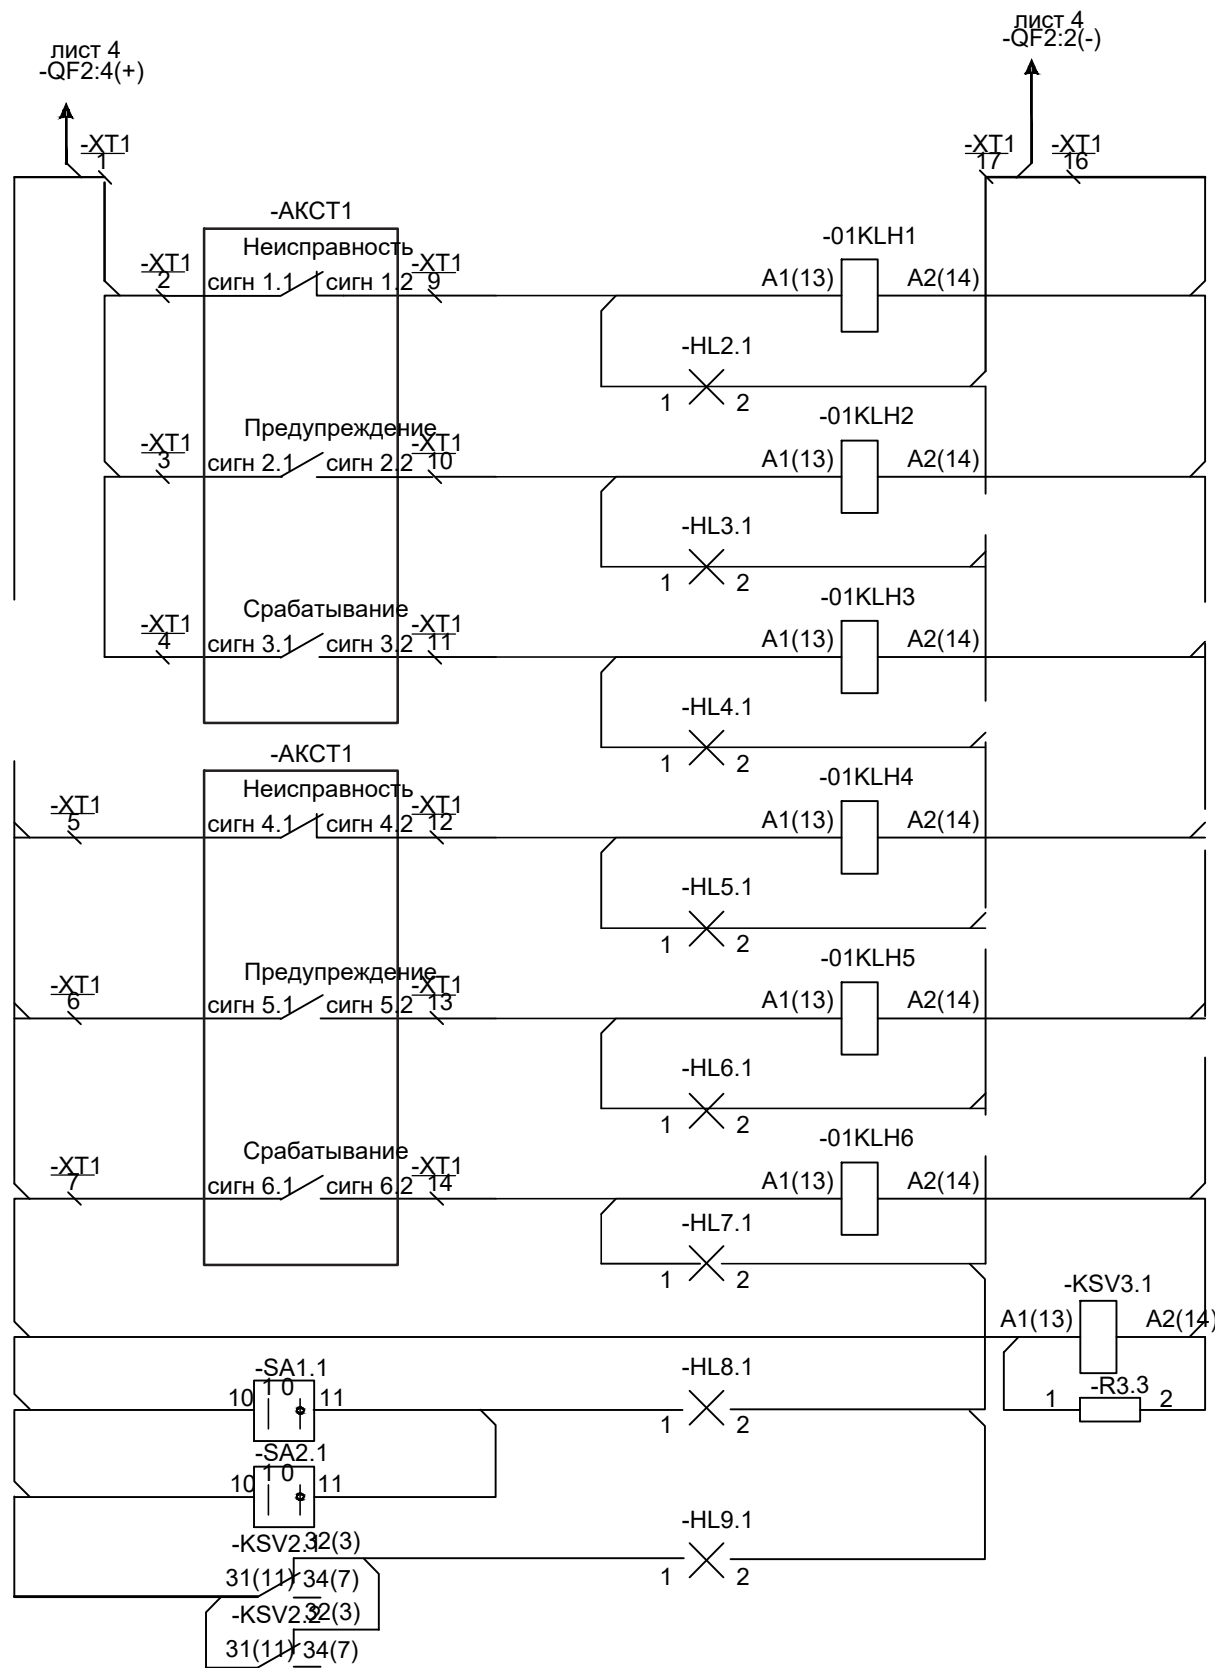 лист 4
-QF2:4(+)
лист 4
-QF2:2(-)
-XT1
1
-XT1
17
-XT1
16
-АКСТ1
Неисправность
-01KLH1
-XT1
2
сигн 1.1
сигн 1.2
-XT1
9
A1(13)
A2(14)
-HL2.1
1
2
Предупреждение
-01KLH2
-XT1
3
сигн 2.1
сигн 2.2
-XT1
10
A1(13)
A2(14)
-HL3.1
1
2
Срабатывание
-01KLH3
-XT1
4
сигн 3.1
сигн 3.2
-XT1
11
A1(13)
A2(14)
-HL4.1
1
2
-АКСТ1
Неисправность
-01KLH4
-XT1
5
сигн 4.1
сигн 4.2
-XT1
12
A1(13)
A2(14)
-HL5.1
1
2
Предупреждение
-01KLH5
-XT1
6
сигн 5.1
сигн 5.2
-XT1
13
A1(13)
A2(14)
-HL6.1
1
2
Срабатывание
-01KLH6
-XT1
7
сигн 6.1
сигн 6.2
-XT1
14
A1(13)
A2(14)
-HL7.1
1
2
-KSV3.1
A1(13)
A2(14)
-R3.3
1
2
-SA1.1
1 0
10
11
-HL8.1
1
2
-SA2.1
1 0
10
11
-HL9.1
1
2
-KSV2.1
32(3)
31(11)
34(7)
-KSV2.2
32(3)
31(11)
34(7)